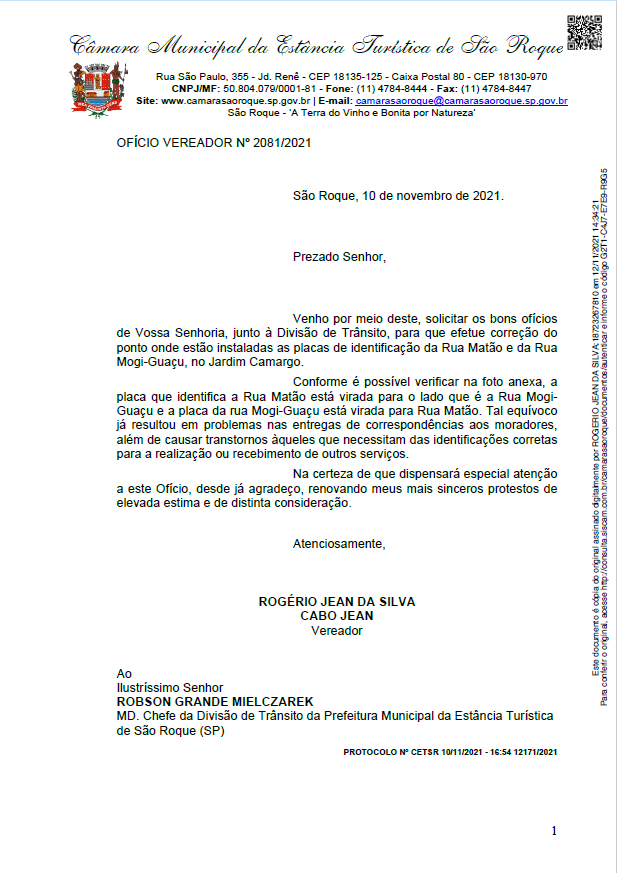 Câmara Municipal da Estância Turística de São Roque
Rua São Paulo, 355 - Jd. Renê - CEP 18135-125 - Caixa Postal 80 - CEP 18130-970
CNPJ/MF: 50.804.079/0001-81 - Fone: (11) 4784-8444 - Fax: (11) 4784-8447
Site: www.camarasaoroque.sp.gov.br | E-mail: camarasaoroque@camarasaoroque.sp.gov.br
São Roque - 'A Terra do Vinho e Bonita por Natureza'
OFÍCIO VEREADOR Nº 2081/2021
São Roque, 10 de novembro de 2021.
Prezado Senhor,
Venho por meio deste, solicitar os bons ofícios
de Vossa Senhoria, junto à Divisão de Trânsito, para que efetue correção do
ponto onde estão instaladas as placas de identificação da Rua Matão e da Rua
Mogi-Guaçu, no Jardim Camargo.
Conforme é possível verificar na foto anexa, a
placa que identifica a Rua Matão está virada para o lado que é a Rua Mogi-
Guaçu e a placa da rua Mogi-Guaçu está virada para Rua Matão. Tal equívoco
já resultou em problemas nas entregas de correspondências aos moradores,
além de causar transtornos àqueles que necessitam das identificações corretas
para a realização ou recebimento de outros serviços.
Na certeza de que dispensará especial atenção
a este Ofício, desde já agradeço, renovando meus mais sinceros protestos de
elevada estima e de distinta consideração.
Atenciosamente,
ROGÉRIO JEAN DA SILVA
CABO JEAN
Vereador
Ao
Ilustríssimo Senhor
ROBSON GRANDE MIELCZAREK
MD. Chefe da Divisão de Trânsito da Prefeitura Municipal da Estância Turística
de São Roque (SP)
PROTOCOLO Nº CETSR 10/11/2021 - 16:54 12171/2021
1
Este documento é cópia do original assinado digitalmente por ROGÉRIO JEAN DA SILVA:18723267810 em 12/11/2021 14:34:21
Para conferir o original, acesse http://consulta.siscam.com.br/camarasaoroque/documentos/autenticar e informe o código G2T1-C4J7-E7E9-R9G5